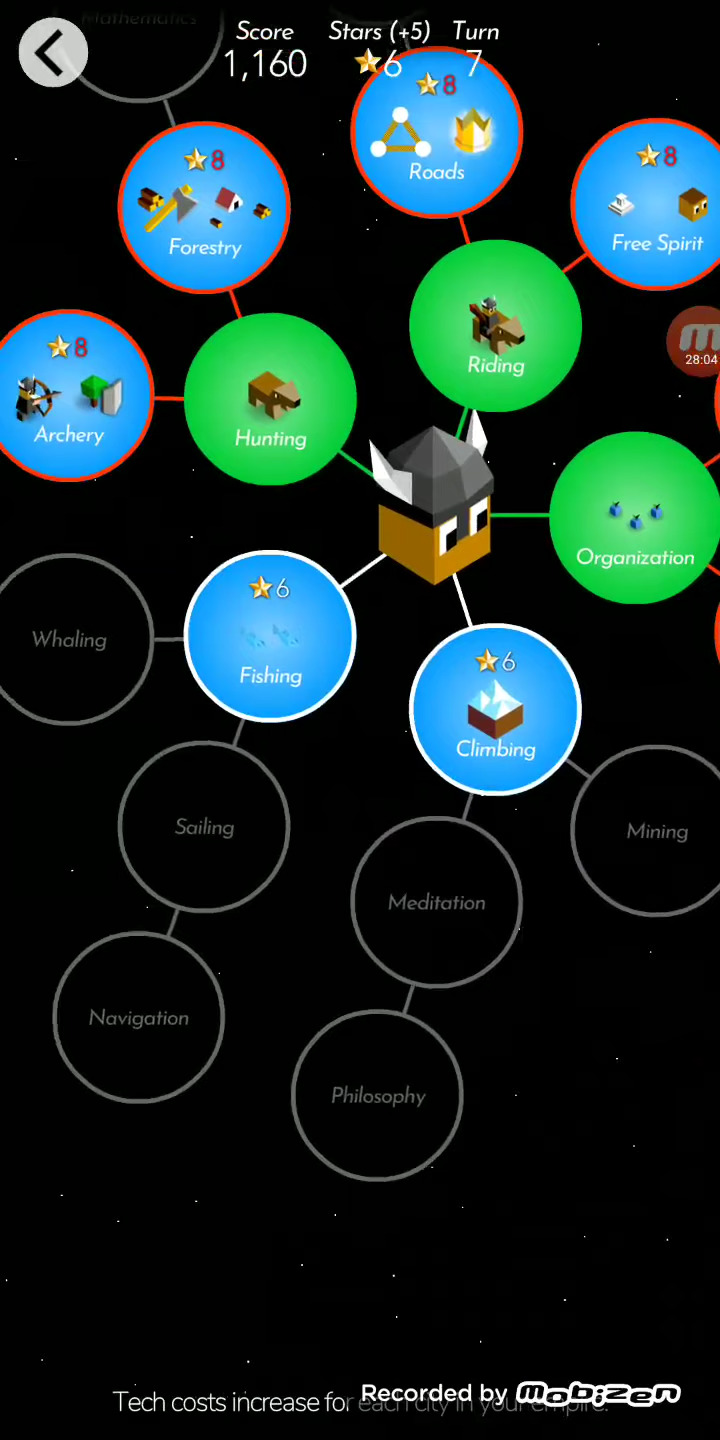 Mathematics
Score Stars (+5) Turn
1,160 6 7
8
Roads
8
Forestry
8
Free Spirit
Riding
28:04
8
Archery
Hunting
Organization
6
Fishing
Whaling
6
Climbing
Sailing
Mining
Meditation
Navigation
Philosophy
Tech costs increase for each city in your empire.
Recorded by mobizen